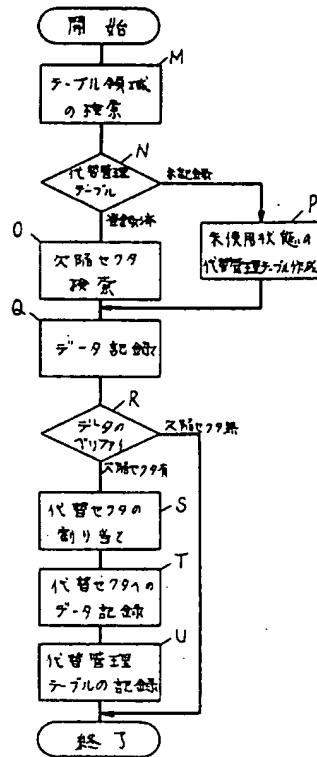 開始
M
テーブル領域
の検索
N
代替管理
テーブル
未記録
登録済み
P
未使用状態の
代替管理テーブル作成
O
欠陥セクタ
検索
Q
データ記録
R
データの
ベリファイ
欠陥セクタ無
欠陥セクタ有
S
代替セクタの
割り当て
T
代替セクタへの
データ記録
U
代替管理
テーブルの記録
終了